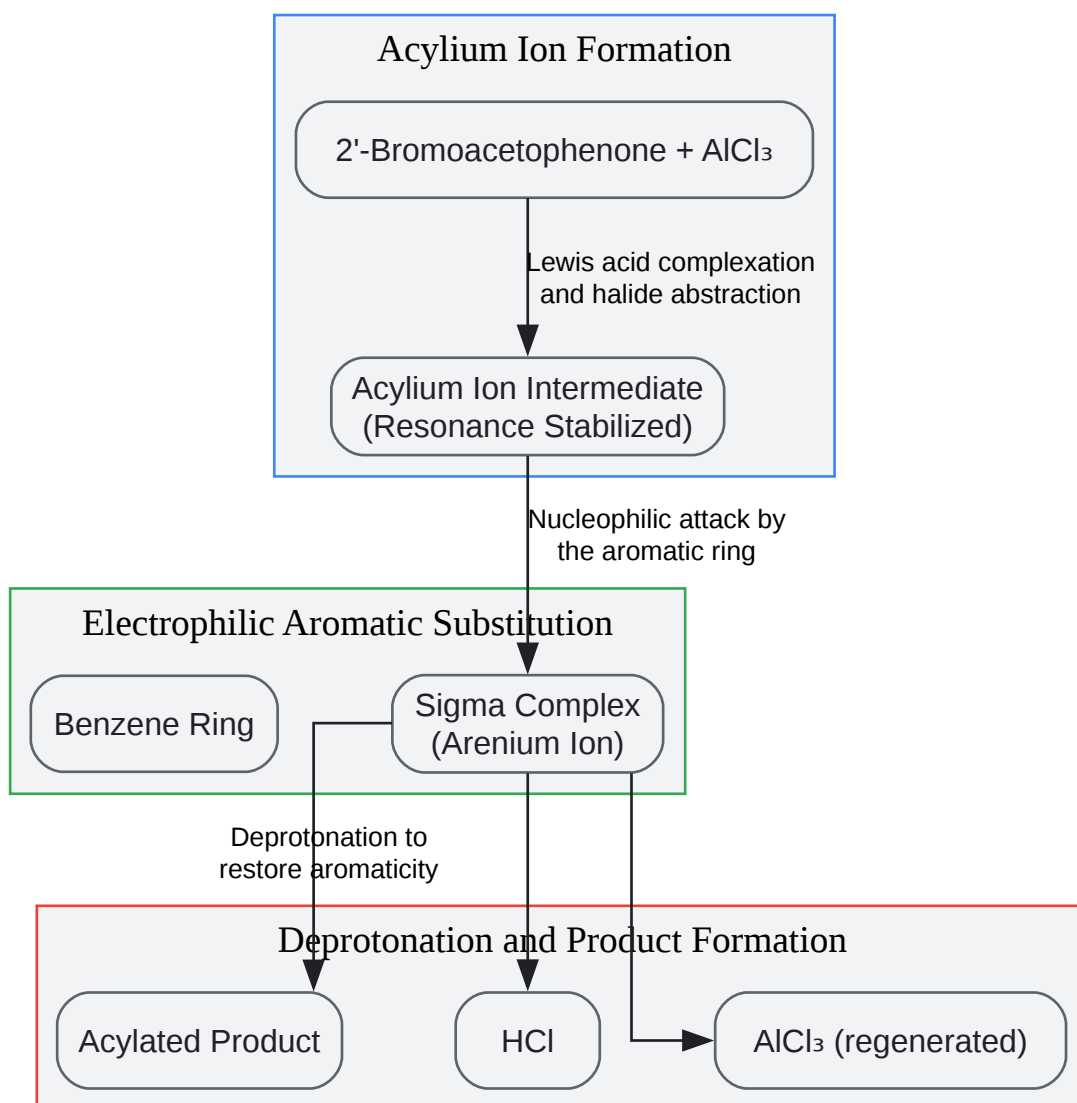 Acylium Ion Formation
2'-Bromoacetophenone + AlCl₃
Lewis acid complexation
and halide abstraction
Acylium Ion Intermediate
(Resonance Stabilized)
Nucleophilic attack by
the aromatic ring
Electrophilic Aromatic Substitution
Benzene Ring
Sigma Complex
(Arenium Ion)
Deprotonation to
restore aromaticity
Deprotonation and Product Formation
Acylated Product
HCl
AlCl₃ (regenerated)